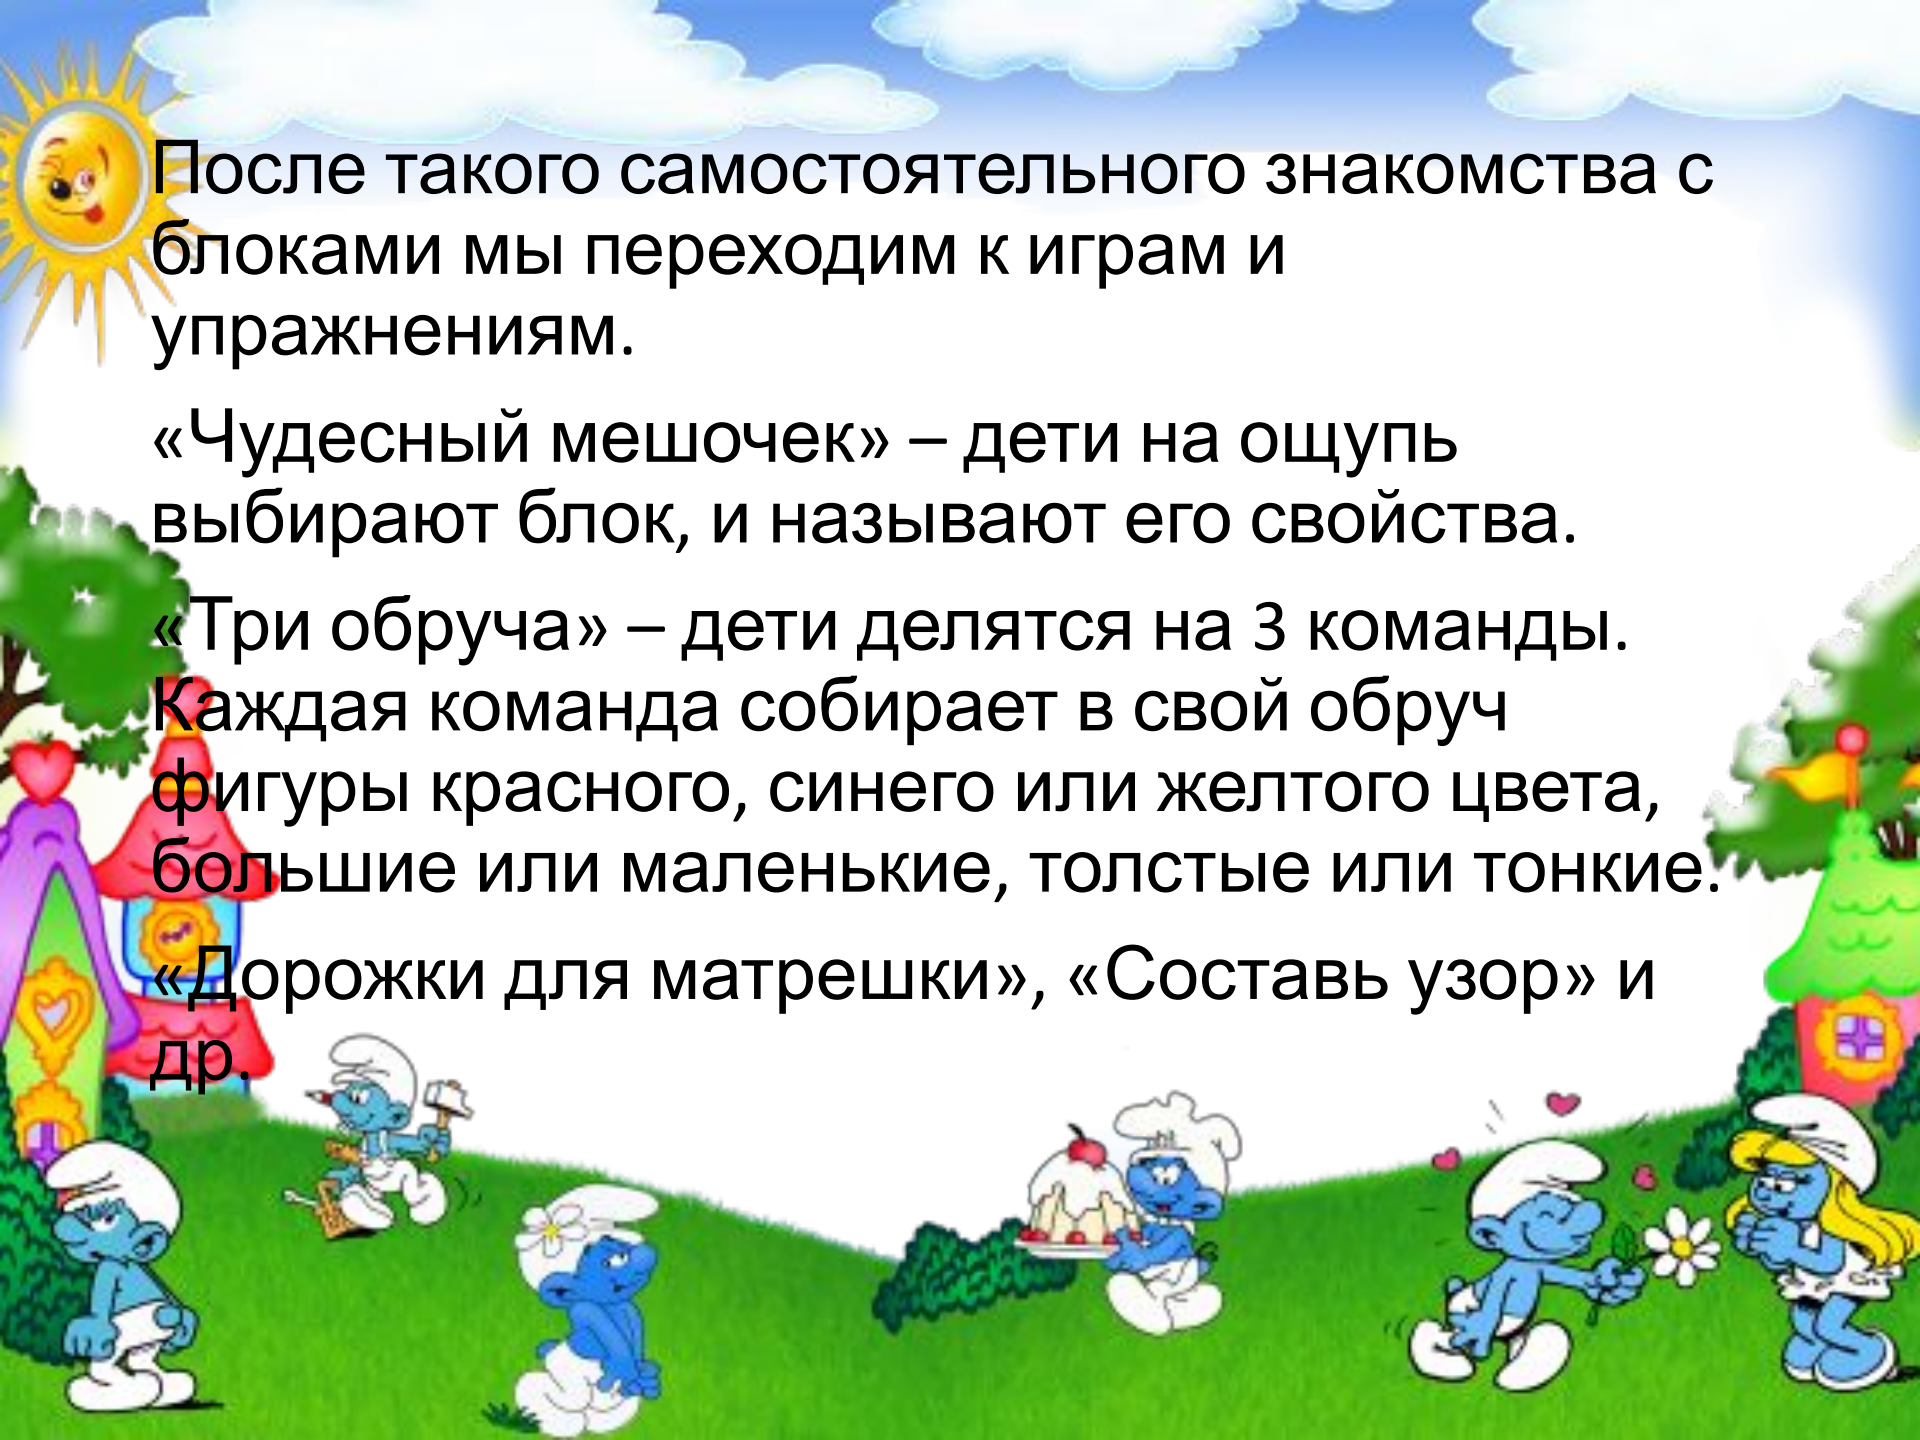 После такого самостоятельного знакомства с
блоками мы переходим к играм и
упражнениям.
«Чудесный мешочек» – дети на ощупь
выбирают блок, и называют его свойства.
«Три обруча» – дети делятся на 3 команды.
Каждая команда собирает в свой обруч
фигуры красного, синего или желтого цвета,
большие или маленькие, толстые или тонкие.
«Дорожки для матрешки», «Составь узор» и
др.